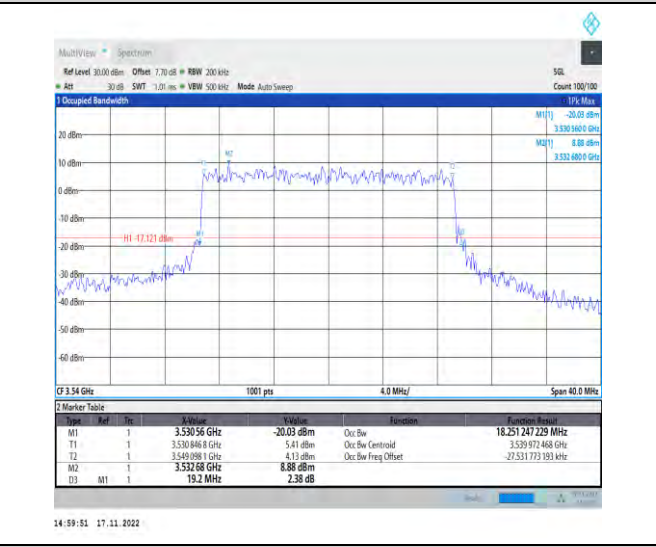 MultiView Spectrum
Ref Level 30.00 dBm Offset 7.70 dB RBW 200 kHz SGL
Att 30 dB SWT 1.01 ms VBW 500 kHz Mode Auto Sweep Count 100/100
1 Occupied Bandwidth 1Pk Max
M1[1] -20.03 dBm
3.530 560 0 GHz
20 dBm
M2[1] 8.88 dBm
3.532 680 0 GHz
M2
10 dBm
T1
0 dBm
-10 dBm
H1 -17.121 dBm
M1
-20 dBm
-30 dBm
-40 dBm
-50 dBm
-60 dBm
CF 3.54 GHz 1001 pts 4.0 MHz/ Span 40.0 MHz
2 Marker Table
Type Ref Trc X-Value Y-Value Function Function Result
M1 1 3.530 56 GHz -20.03 dBm Occ Bw 18.251 247 229 MHz
T1 1 3.530 846 8 GHz 5.41 dBm Occ Bw Centroid 3.539 972 468 GHz
T2 1 3.549 098 1 GHz 4.13 dBm Occ Bw Freq Offset -27.531 773 193 kHz
M2 1 3.532 68 GHz 8.88 dBm
D3 M1 1 19.2 MHz 2.38 dB
14:59:51 17.11.2022